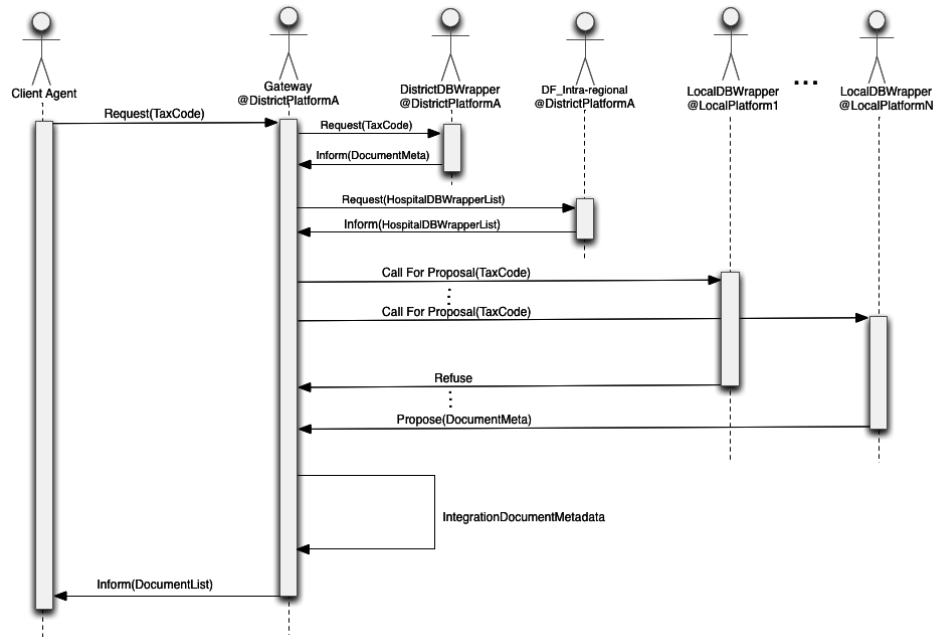 Client Agent
Gateway
@DistrictPlatformA
DistrictDBWrapper
@DistrictPlatformA
DF_Intra-regional
@DistrictPlatformA
LocalDBWrapper
@LocalPlatform1
...
LocalDBWrapper
@LocalPlatformN
Request(TaxCode)
Request(TaxCode)
Inform(DocumentMeta)
Request(HospitalDBWrapperList)
Inform(HospitalDBWrapperList)
Call For Proposal(TaxCode)
Call For Proposal(TaxCode)
Refuse
Propose(DocumentMeta)
IntegrationDocumentMetadata
Inform(DocumentList)